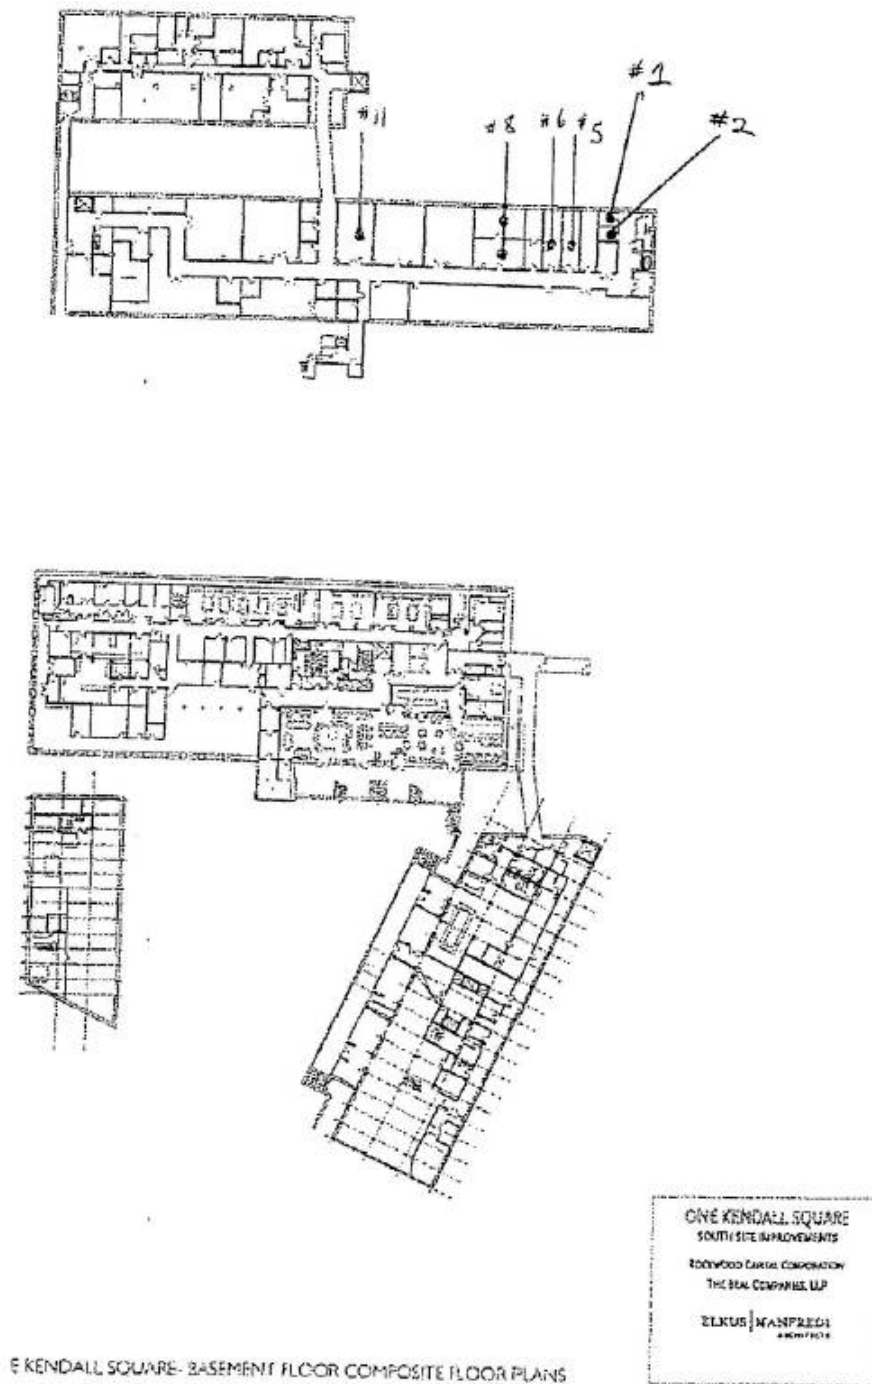 #1
#11
#8
#6
#5
#2
ONE KENDALL SQUARE
SOUTH SITE IMPROVEMENTS
ROCKWOOD CAPITAL CORPORATION
THE BEAL COMPANIES, LLP
ELKUS | MANFREDI
ARCHITECTS
E KENDALL SQUARE- BASEMENT FLOOR COMPOSITE FLOOR PLANS